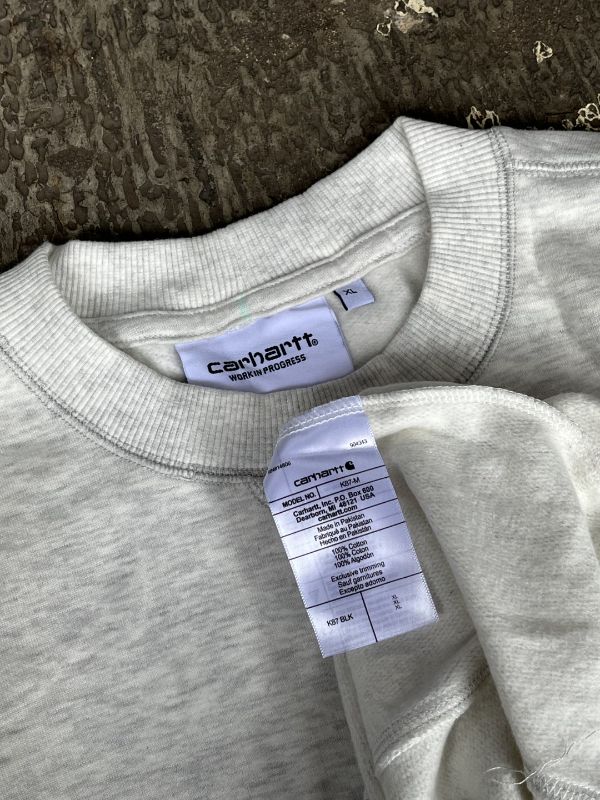 XL
carhartt®
WORK IN PROGRESS
904343
carhartt
MODEL NO. K87-M
Carhartt, Inc. P.O. Box 600
Dearborn, MI 48121 USA
carhartt.com
Made in Pakistan
Fabriqué au Pakistan
Hecho en Pakistán
100% Cotton
100% Coton
100% Algodón
Exclusive trimming
Sauf garnitures
Excepto adorno
K87 BLK
XL
XL
XL